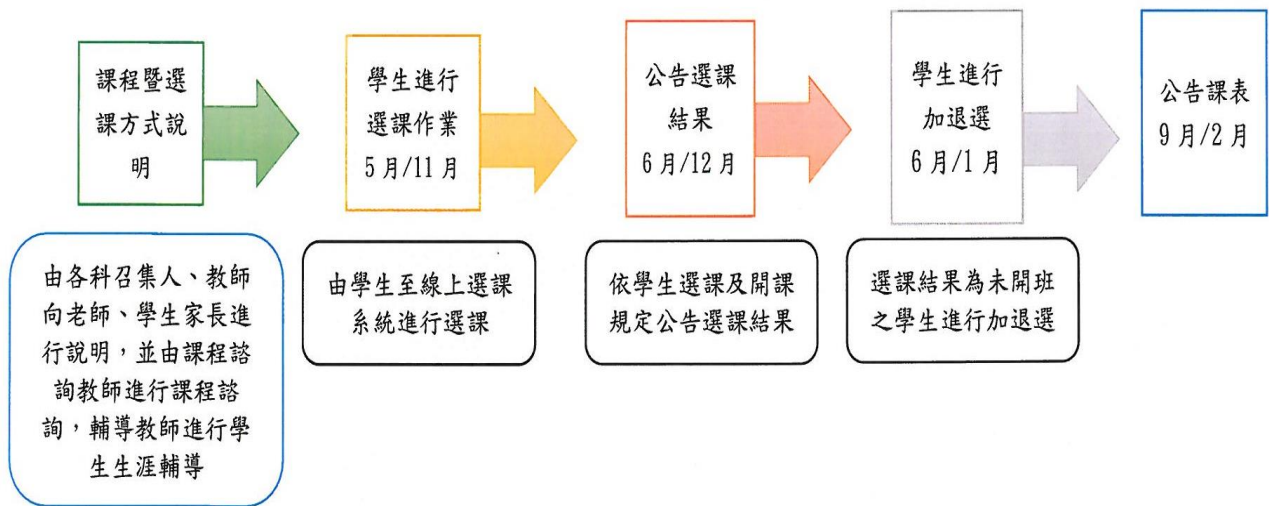 課程暨選
課方式說
明
學生進行
選課作業
5月/11月
公告選課
結果
6月/12月
學生進行
加退選
6月/1月
公告課表
9月/2月
由各科召集人、教師
向老師、學生家長進
行說明，並由課程諮
詢教師進行課程諮
詢，輔導教師進行學
生生涯輔導
由學生至線上選課
系統進行選課
依學生選課及開課
規定公告選課結果
選課結果為未開班
之學生進行加退選